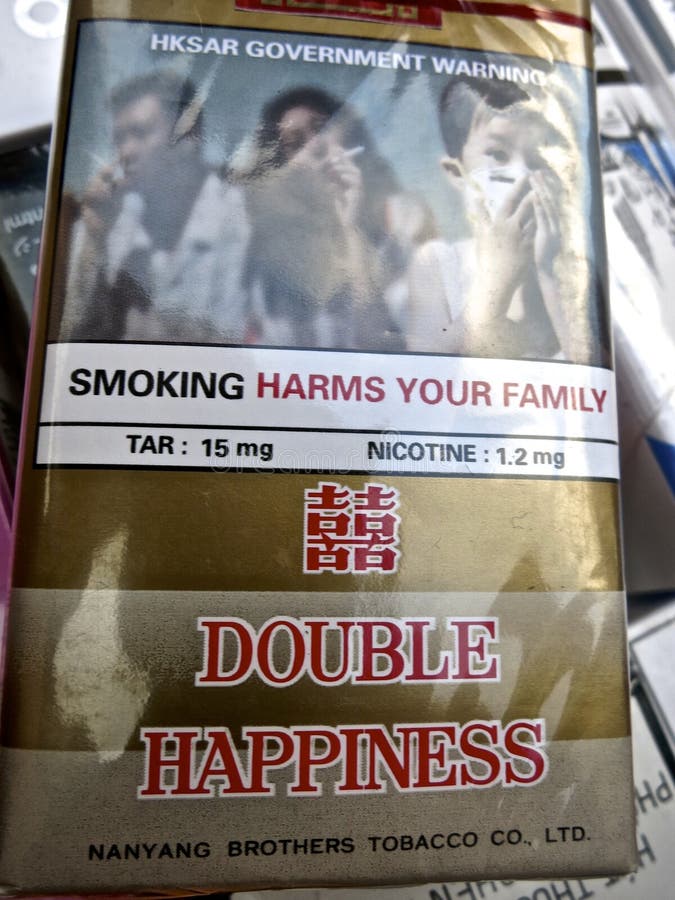 HKSAR GOVERNMENT WARNING
SMOKING HARMS YOUR FAMILY
TAR : 15 mg NICOTINE : 1.2 mg
囍
DOUBLE
HAPPINESS
NANYANG BROTHERS TOBACCO CO., LTD.